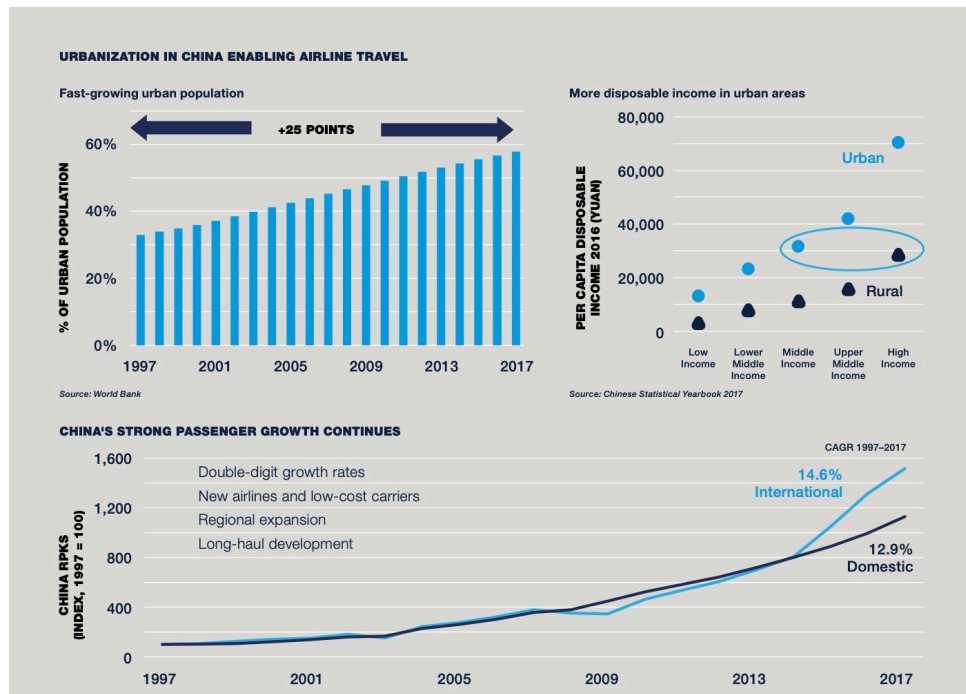 URBANIZATION IN CHINA ENABLING AIRLINE TRAVEL
Fast-growing urban population
+25 POINTS
% OF URBAN POPULATION
60%
40%
20%
0%
1997
2001
2005
2009
2013
2017
Source: World Bank
More disposable income in urban areas
PER CAPITA DISPOSABLE
INCOME 2016 (YUAN)
80,000
60,000
40,000
20,000
0
Urban
Rural
Low
Income
Lower
Middle
Income
Middle
Income
Upper
Middle
Income
High
Income
Source: Chinese Statistical Yearbook 2017
CHINA'S STRONG PASSENGER GROWTH CONTINUES
CHINA RPKS
(INDEX, 1997 = 100)
1,600
1,200
800
400
0
Double-digit growth rates
New airlines and low-cost carriers
Regional expansion
Long-haul development
CAGR 1997–2017
14.6%
International
12.9%
Domestic
1997
2001
2005
2009
2013
2017